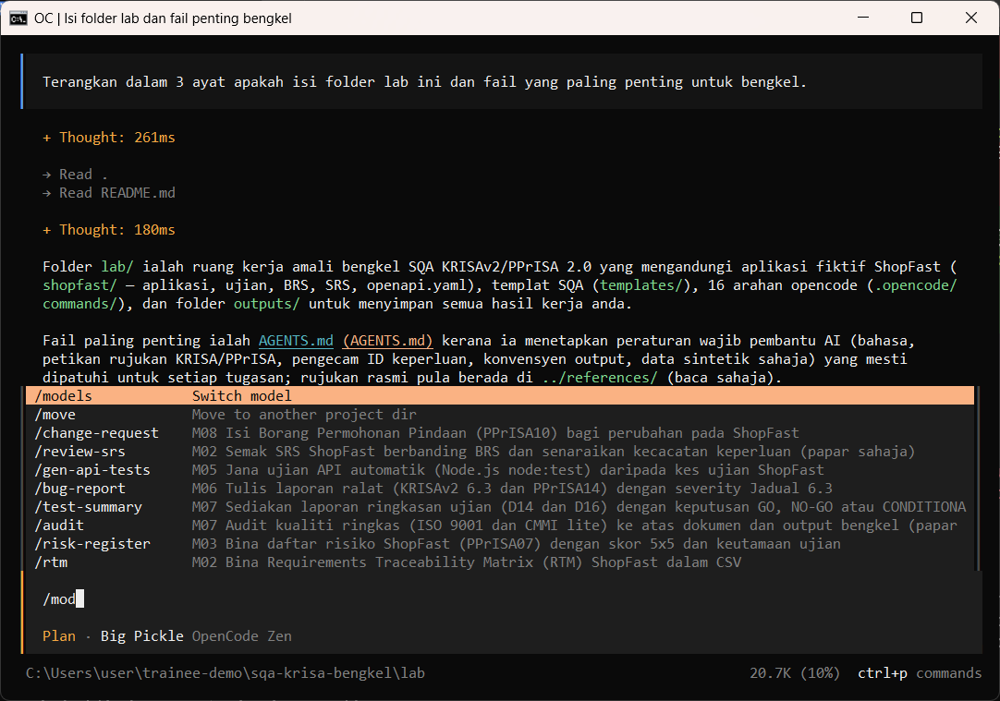 OC | Isi folder lab dan fail penting bengkel
Terangkan dalam 3 ayat apakah isi folder lab ini dan fail yang paling penting untuk bengkel.
+ Thought: 261ms
→ Read .
→ Read README.md
+ Thought: 180ms
Folder lab/ ialah ruang kerja amali bengkel SQA KRISAv2/PPrISA 2.0 yang mengandungi aplikasi fiktif ShopFast (
shopfast/ — aplikasi, ujian, BRS, SRS, openapi.yaml), templat SQA (templates/), 16 arahan opencode (.opencode/
commands/), dan folder outputs/ untuk menyimpan semua hasil kerja anda.
Fail paling penting ialah AGENTS.md (AGENTS.md) kerana ia menetapkan peraturan wajib pembantu AI (bahasa,
petikan rujukan KRISA/PPrISA, pengecam ID keperluan, konvensyen output, data sintetik sahaja) yang mesti
dipatuhi untuk setiap tugasan; rujukan rasmi pula berada di ../references/ (baca sahaja).
/models Switch model
/move Move to another project dir
/change-request M08 Isi Borang Permohonan Pindaan (PPrISA10) bagi perubahan pada ShopFast
/review-srs M02 Semak SRS ShopFast berbanding BRS dan senaraikan kecacatan keperluan (papar sahaja)
/gen-api-tests M05 Jana ujian API automatik (Node.js node:test) daripada kes ujian ShopFast
/bug-report M06 Tulis laporan ralat (KRISAv2 6.3 dan PPrISA14) dengan severity Jadual 6.3
/test-summary M07 Sediakan laporan ringkasan ujian (D14 dan D16) dengan keputusan GO, NO-GO atau CONDITIONA
/audit M07 Audit kualiti ringkas (ISO 9001 dan CMMI lite) ke atas dokumen dan output bengkel (papar
/risk-register M03 Bina daftar risiko ShopFast (PPrISA07) dengan skor 5x5 dan keutamaan ujian
/rtm M02 Bina Requirements Traceability Matrix (RTM) ShopFast dalam CSV
/mod
Plan · Big Pickle OpenCode Zen
C:\Users\user\trainee-demo\sqa-krisa-bengkel\lab 20.7K (10%) ctrl+p commands